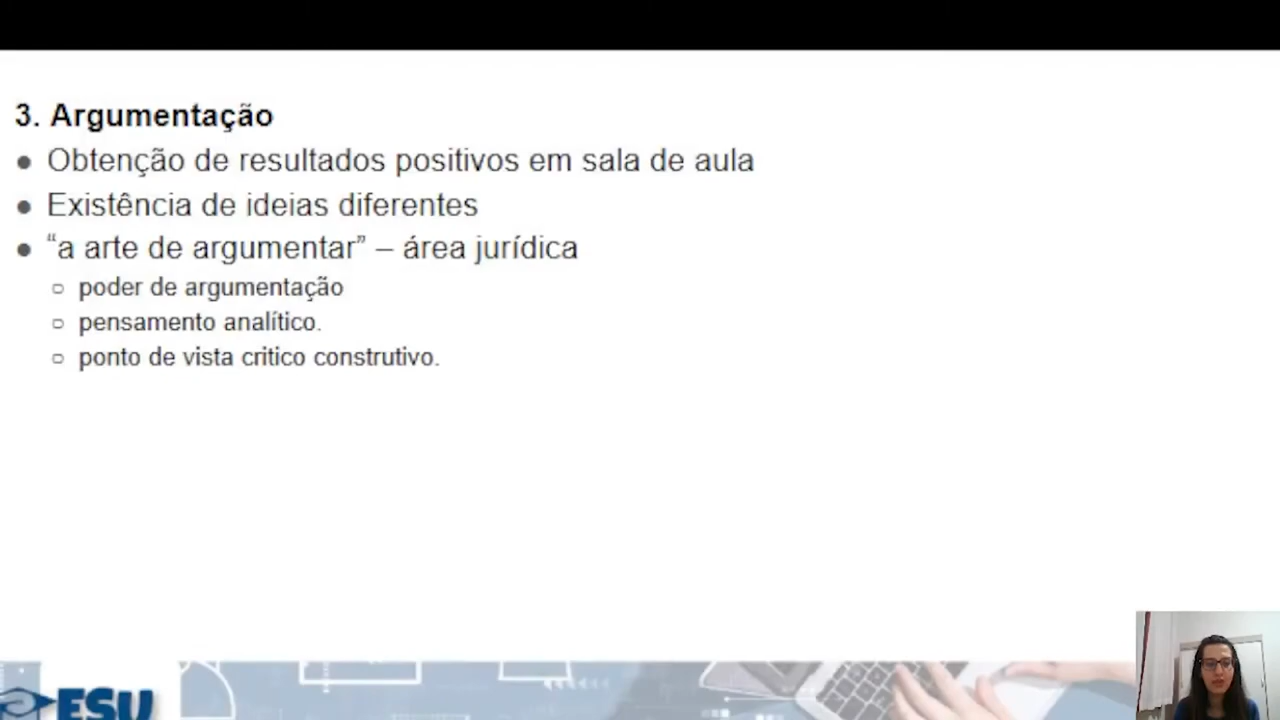 3. Argumentação
● Obtenção de resultados positivos em sala de aula
● Existência de ideias diferentes
● “a arte de argumentar” – área jurídica
○ poder de argumentação
○ pensamento analítico.
○ ponto de vista critico construtivo.
ESU